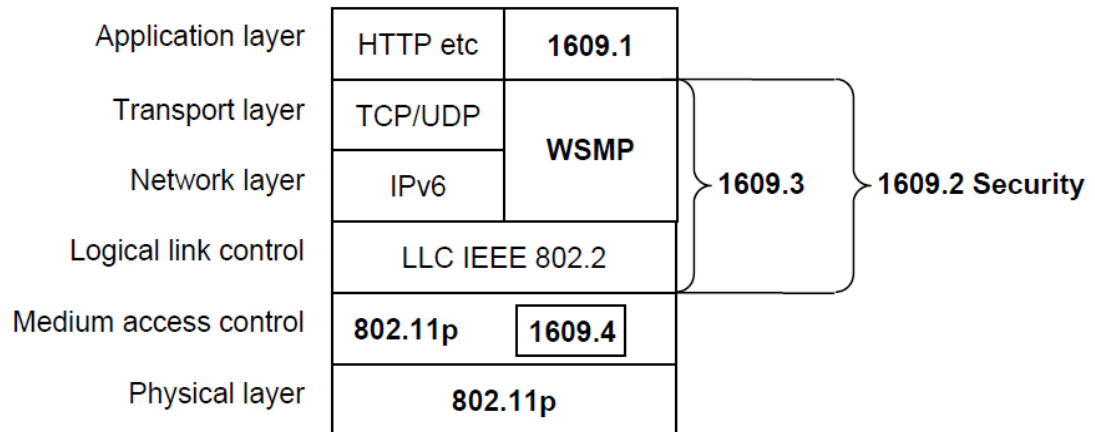 Application layer HTTP etc 1609.1
Transport layer TCP/UDP
WSMP
Network layer IPv6 1609.3 1609.2 Security
Logical link control LLC IEEE 802.2
Medium access control 802.11p 1609.4
Physical layer 802.11p